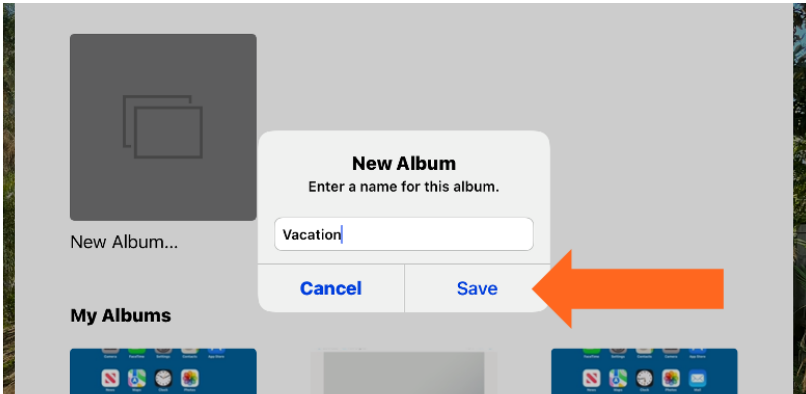 New Album
Enter a name for this album.
Vacation
Cancel
Save
New Album...
My Albums